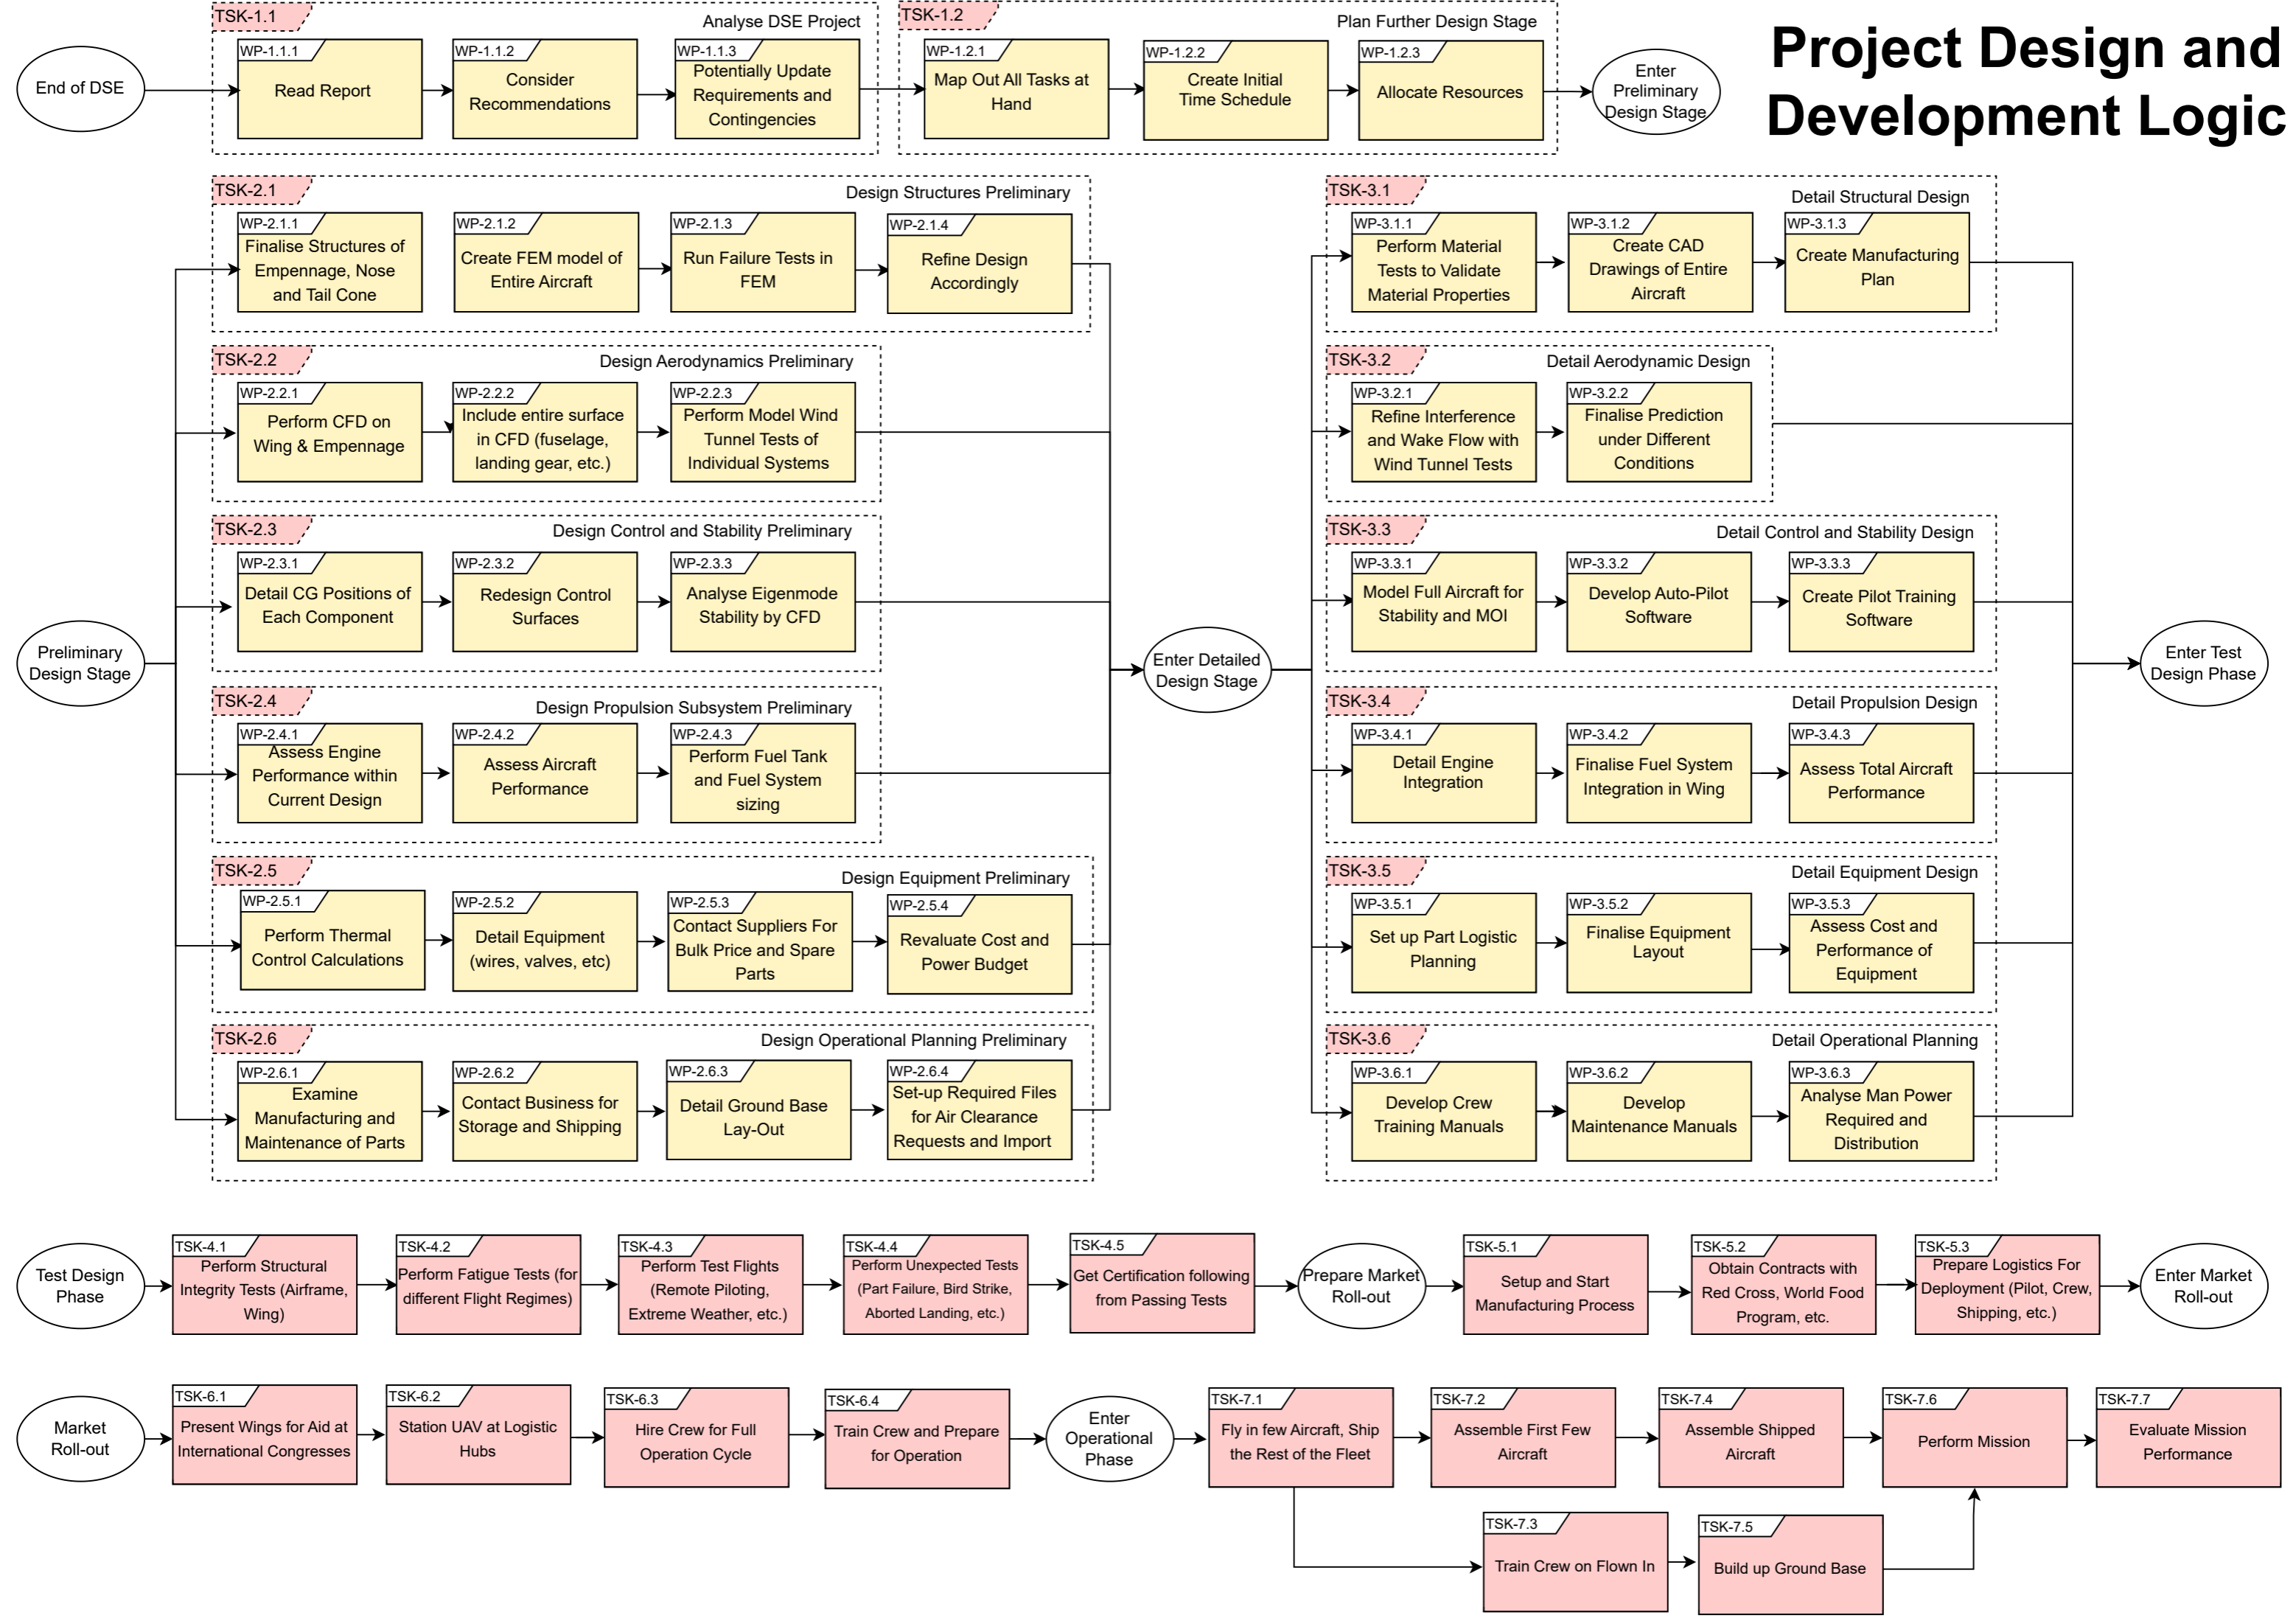 Project Design and
Development Logic
End of DSE
TSK-1.1
Analyse DSE Project
WP-1.1.1
Read Report
WP-1.1.2
Consider
Recommendations
WP-1.1.3
Potentially Update
Requirements and
Contingencies
TSK-1.2
Plan Further Design Stage
WP-1.2.1
Map Out All Tasks at
Hand
WP-1.2.2
Create Initial
Time Schedule
WP-1.2.3
Allocate Resources
Enter
Preliminary
Design Stage
Preliminary
Design Stage
TSK-2.1
Design Structures Preliminary
WP-2.1.1
Finalise Structures of
Empennage, Nose
and Tail Cone
WP-2.1.2
Create FEM model of
Entire Aircraft
WP-2.1.3
Run Failure Tests in
FEM
WP-2.1.4
Refine Design
Accordingly
TSK-2.2
Design Aerodynamics Preliminary
WP-2.2.1
Perform CFD on
Wing & Empennage
WP-2.2.2
Include entire surface
in CFD (fuselage,
landing gear, etc.)
WP-2.2.3
Perform Model Wind
Tunnel Tests of
Individual Systems
TSK-2.3
Design Control and Stability Preliminary
WP-2.3.1
Detail CG Positions of
Each Component
WP-2.3.2
Redesign Control
Surfaces
WP-2.3.3
Analyse Eigenmode
Stability by CFD
TSK-2.4
Design Propulsion Subsystem Preliminary
WP-2.4.1
Assess Engine
Performance within
Current Design
WP-2.4.2
Assess Aircraft
Performance
WP-2.4.3
Perform Fuel Tank
and Fuel System
sizing
TSK-2.5
Design Equipment Preliminary
WP-2.5.1
Perform Thermal
Control Calculations
WP-2.5.2
Detail Equipment
(wires, valves, etc)
WP-2.5.3
Contact Suppliers For
Bulk Price and Spare
Parts
WP-2.5.4
Revaluate Cost and
Power Budget
TSK-2.6
Design Operational Planning Preliminary
WP-2.6.1
Examine
Manufacturing and
Maintenance of Parts
WP-2.6.2
Contact Business for
Storage and Shipping
WP-2.6.3
Detail Ground Base
Lay-Out
WP-2.6.4
Set-up Required Files
for Air Clearance
Requests and Import
Enter Detailed
Design Stage
TSK-3.1
Detail Structural Design
WP-3.1.1
Perform Material
Tests to Validate
Material Properties
WP-3.1.2
Create CAD
Drawings of Entire
Aircraft
WP-3.1.3
Create Manufacturing
Plan
TSK-3.2
Detail Aerodynamic Design
WP-3.2.1
Refine Interference
and Wake Flow with
Wind Tunnel Tests
WP-3.2.2
Finalise Prediction
under Different
Conditions
TSK-3.3
Detail Control and Stability Design
WP-3.3.1
Model Full Aircraft for
Stability and MOI
WP-3.3.2
Develop Auto-Pilot
Software
WP-3.3.3
Create Pilot Training
Software
TSK-3.4
Detail Propulsion Design
WP-3.4.1
Detail Engine
Integration
WP-3.4.2
Finalise Fuel System
Integration in Wing
WP-3.4.3
Assess Total Aircraft
Performance
TSK-3.5
Detail Equipment Design
WP-3.5.1
Set up Part Logistic
Planning
WP-3.5.2
Finalise Equipment
Layout
WP-3.5.3
Assess Cost and
Performance of
Equipment
TSK-3.6
Detail Operational Planning
WP-3.6.1
Develop Crew
Training Manuals
WP-3.6.2
Develop
Maintenance Manuals
WP-3.6.3
Analyse Man Power
Required and
Distribution
Enter Test
Design Phase
Test Design
Phase
TSK-4.1
Perform Structural
Integrity Tests (Airframe,
Wing)
TSK-4.2
Perform Fatigue Tests (for
different Flight Regimes)
TSK-4.3
Perform Test Flights
(Remote Piloting,
Extreme Weather, etc.)
TSK-4.4
Perform Unexpected Tests
(Part Failure, Bird Strike,
Aborted Landing, etc.)
TSK-4.5
Get Certification following
from Passing Tests
Prepare Market
Roll-out
TSK-5.1
Setup and Start
Manufacturing Process
TSK-5.2
Obtain Contracts with
Red Cross, World Food
Program, etc.
TSK-5.3
Prepare Logistics For
Deployment (Pilot, Crew,
Shipping, etc.)
Enter Market
Roll-out
Market
Roll-out
TSK-6.1
Present Wings for Aid at
International Congresses
TSK-6.2
Station UAV at Logistic
Hubs
TSK-6.3
Hire Crew for Full
Operation Cycle
TSK-6.4
Train Crew and Prepare
for Operation
Enter
Operational
Phase
TSK-7.1
Fly in few Aircraft, Ship
the Rest of the Fleet
TSK-7.2
Assemble First Few
Aircraft
TSK-7.4
Assemble Shipped
Aircraft
TSK-7.6
Perform Mission
TSK-7.7
Evaluate Mission
Performance
TSK-7.3
Train Crew on Flown In
TSK-7.5
Build up Ground Base